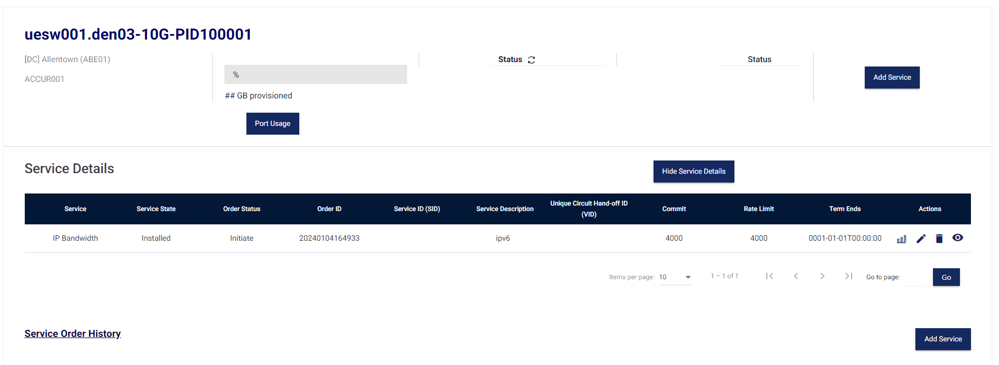 uesw001.den03-10G-PID100001
[DC] Allentown (ABE01)
ACCUR001
%
## GB provisioned
Port Usage
Status
Status
Add Service
Service Details
Hide Service Details
Service Service State Order Status Order ID Service ID (SID) Service Description Unique Circuit Hand-off ID (VID) Commit Rate Limit Term Ends Actions
IP Bandwidth Installed Initiate 20240104164933 ipv6 4000 4000 0001-01-01T00:00:00
Items per page: 10 1 – 1 of 1 Go to page: Go
Service Order History
Add Service